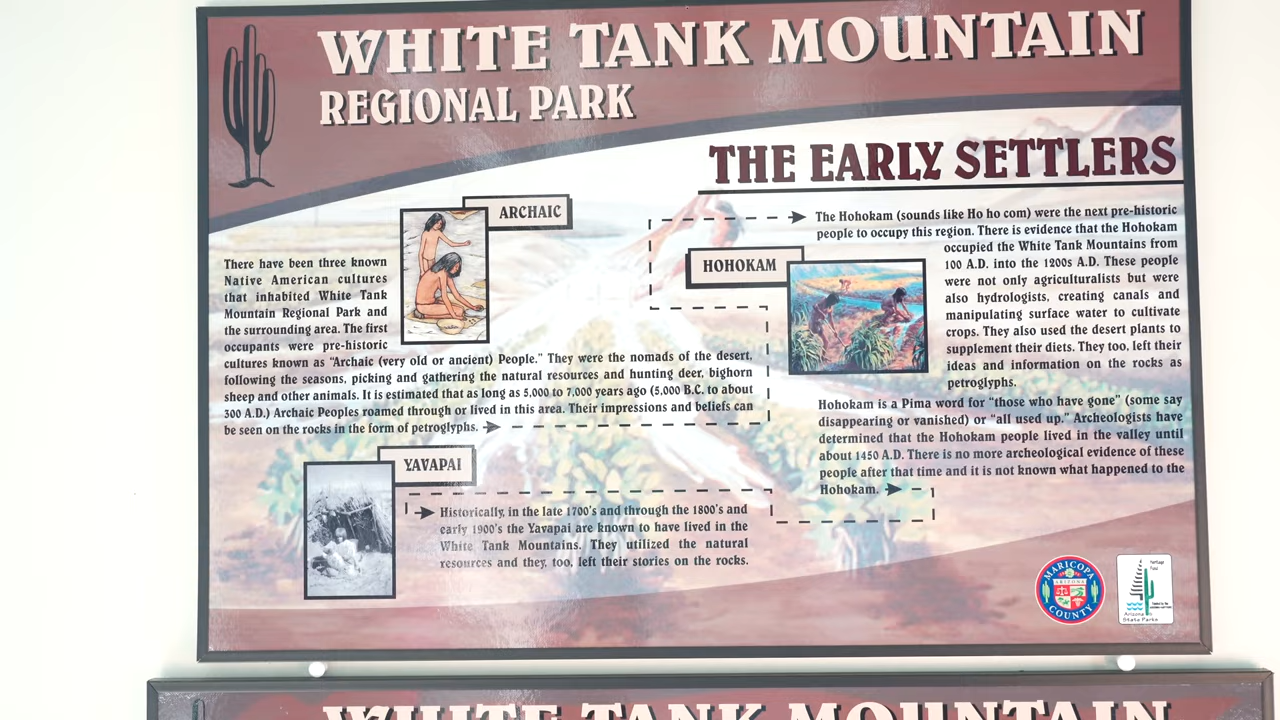 WHITE TANK MOUNTAIN
REGIONAL PARK
THE EARLY SETTLERS
ARCHAIC
There have been three known
Native American cultures
that inhabited White Tank
Mountain Regional Park and
the surrounding area. The first
occupants were pre-historic
cultures known as “Archaic (very old or ancient) People.” They were the nomads of the desert,
following the seasons, picking and gathering the natural resources and hunting deer, bighorn
sheep and other animals. It is estimated that as long as 5,000 to 7,000 years ago (5,000 B.C. to about
300 A.D.) Archaic Peoples roamed through or lived in this area. Their impressions and beliefs can
be seen on the rocks in the form of petroglyphs.
HOHOKAM
The Hohokam (sounds like Ho ho com) were the next pre-historic
people to occupy this region. There is evidence that the Hohokam
occupied the White Tank Mountains from
100 A.D. into the 1200s A.D. These people
were not only agriculturalists but were
also hydrologists, creating canals and
manipulating surface water to cultivate
crops. They also used the desert plants to
supplement their diets. They too, left their
ideas and information on the rocks as
petroglyphs.
Hohokam is a Pima word for “those who have gone” (some say
disappearing or vanished) or “all used up.” Archeologists have
determined that the Hohokam people lived in the valley until
about 1450 A.D. There is no more archeological evidence of these
people after that time and it is not known what happened to the
Hohokam.
YAVAPAI
Historically, in the late 1700’s and through the 1800’s and
early 1900’s the Yavapai are known to have lived in the
White Tank Mountains. They utilized the natural
resources and they, too, left their stories on the rocks.
MARICOPA
ARIZONA
COUNTY
Heritage
Fund
Arizona
State Parks
WHITE TANK MOUNTAIN